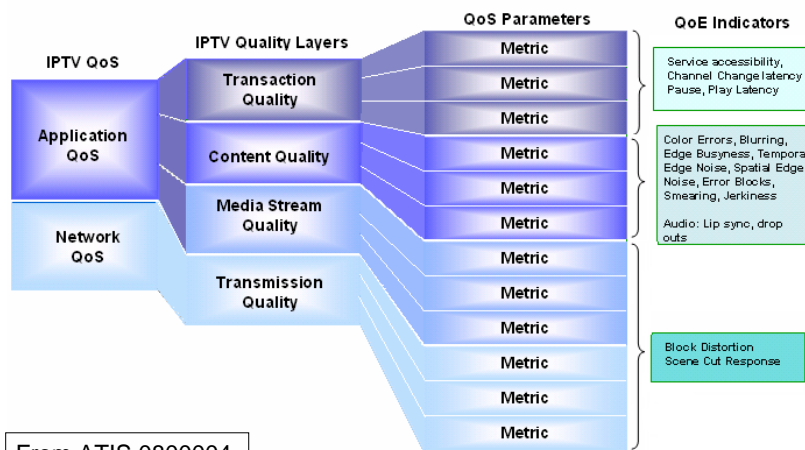 IPTV QoS
IPTV Quality Layers
QoS Parameters
QoE Indicators
Application
QoS
Network
QoS
Transaction
Quality
Content Quality
Media Stream
Quality
Transmission
Quality
Metric
Metric
Metric
Metric
Metric
Metric
Metric
Metric
Metric
Metric
Metric
Metric
Service accessibility,
Channel Change latency
Pause, Play Latency
Color Errors, Blurring,
Edge Busyness, Tempora
Edge Noise, Spatial Edge
Noise, Error Blocks,
Smearing, Jerkiness
Audio: Lip sync, drop
outs
Block Distortion
Scene Cut Response
From ATIS